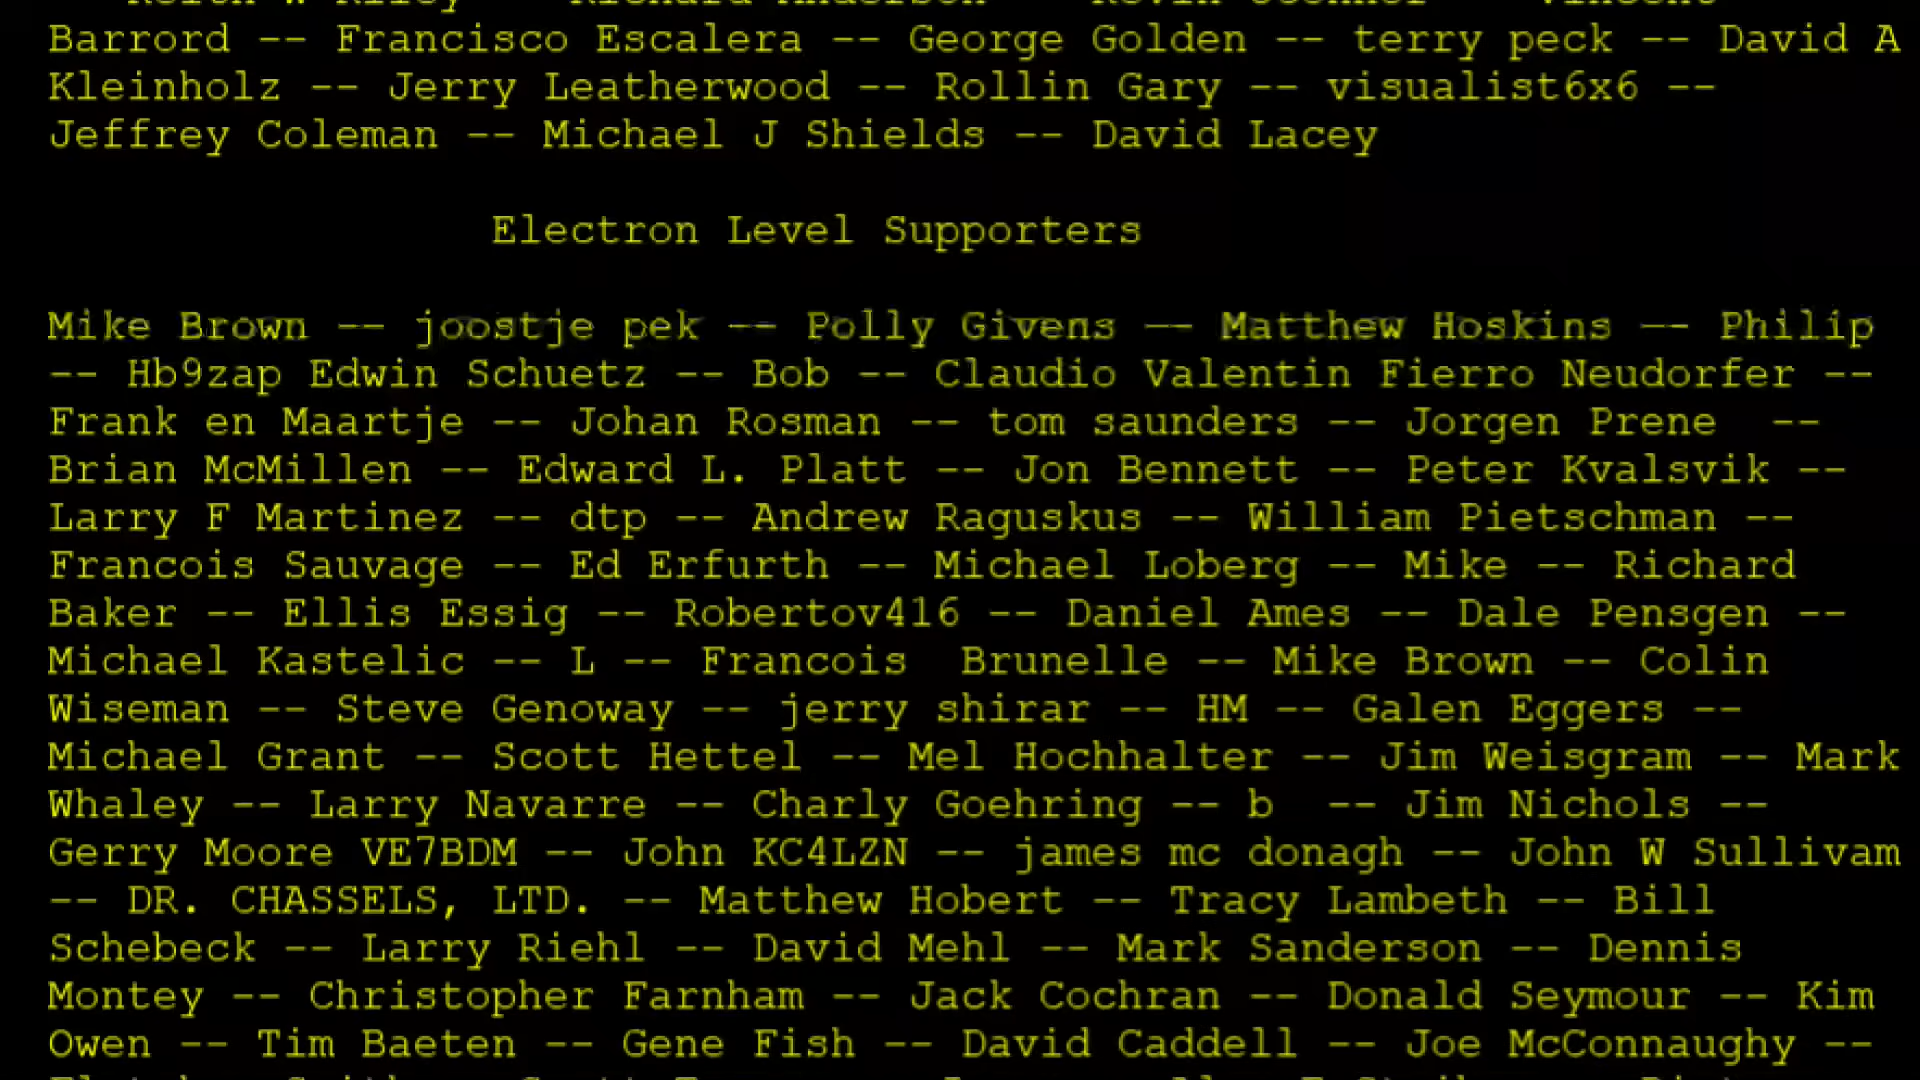 Barrord -- Francisco Escalera -- George Golden -- terry peck -- David A
Kleinholz -- Jerry Leatherwood -- Rollin Gary -- visualist6x6 --
Jeffrey Coleman -- Michael J Shields -- David Lacey
Electron Level Supporters
Mike Brown -- joostje pek -- Polly Givens -- Matthew Hoskins -- Philip
-- Hb9zap Edwin Schuetz -- Bob -- Claudio Valentin Fierro Neudorfer --
Frank en Maartje -- Johan Rosman -- tom saunders -- Jorgen Prene  --
Brian McMillen -- Edward L. Platt -- Jon Bennett -- Peter Kvalsvik --
Larry F Martinez -- dtp -- Andrew Raguskus -- William Pietschman --
Francois Sauvage -- Ed Erfurth -- Michael Loberg -- Mike -- Richard
Baker -- Ellis Essig -- Robertov416 -- Daniel Ames -- Dale Pensgen --
Michael Kastelic -- L -- Francois  Brunelle -- Mike Brown -- Colin
Wiseman -- Steve Genoway -- jerry shirar -- HM -- Galen Eggers --
Michael Grant -- Scott Hettel -- Mel Hochhalter -- Jim Weisgram -- Mark
Whaley -- Larry Navarre -- Charly Goehring -- b  -- Jim Nichols --
Gerry Moore VE7BDM -- John KC4LZN -- james mc donagh -- John W Sullivam
-- DR. CHASSELS, LTD. -- Matthew Hobert -- Tracy Lambeth -- Bill
Schebeck -- Larry Riehl -- David Mehl -- Mark Sanderson -- Dennis
Montey -- Christopher Farnham -- Jack Cochran -- Donald Seymour -- Kim
Owen -- Tim Baeten -- Gene Fish -- David Caddell -- Joe McConnaughy --